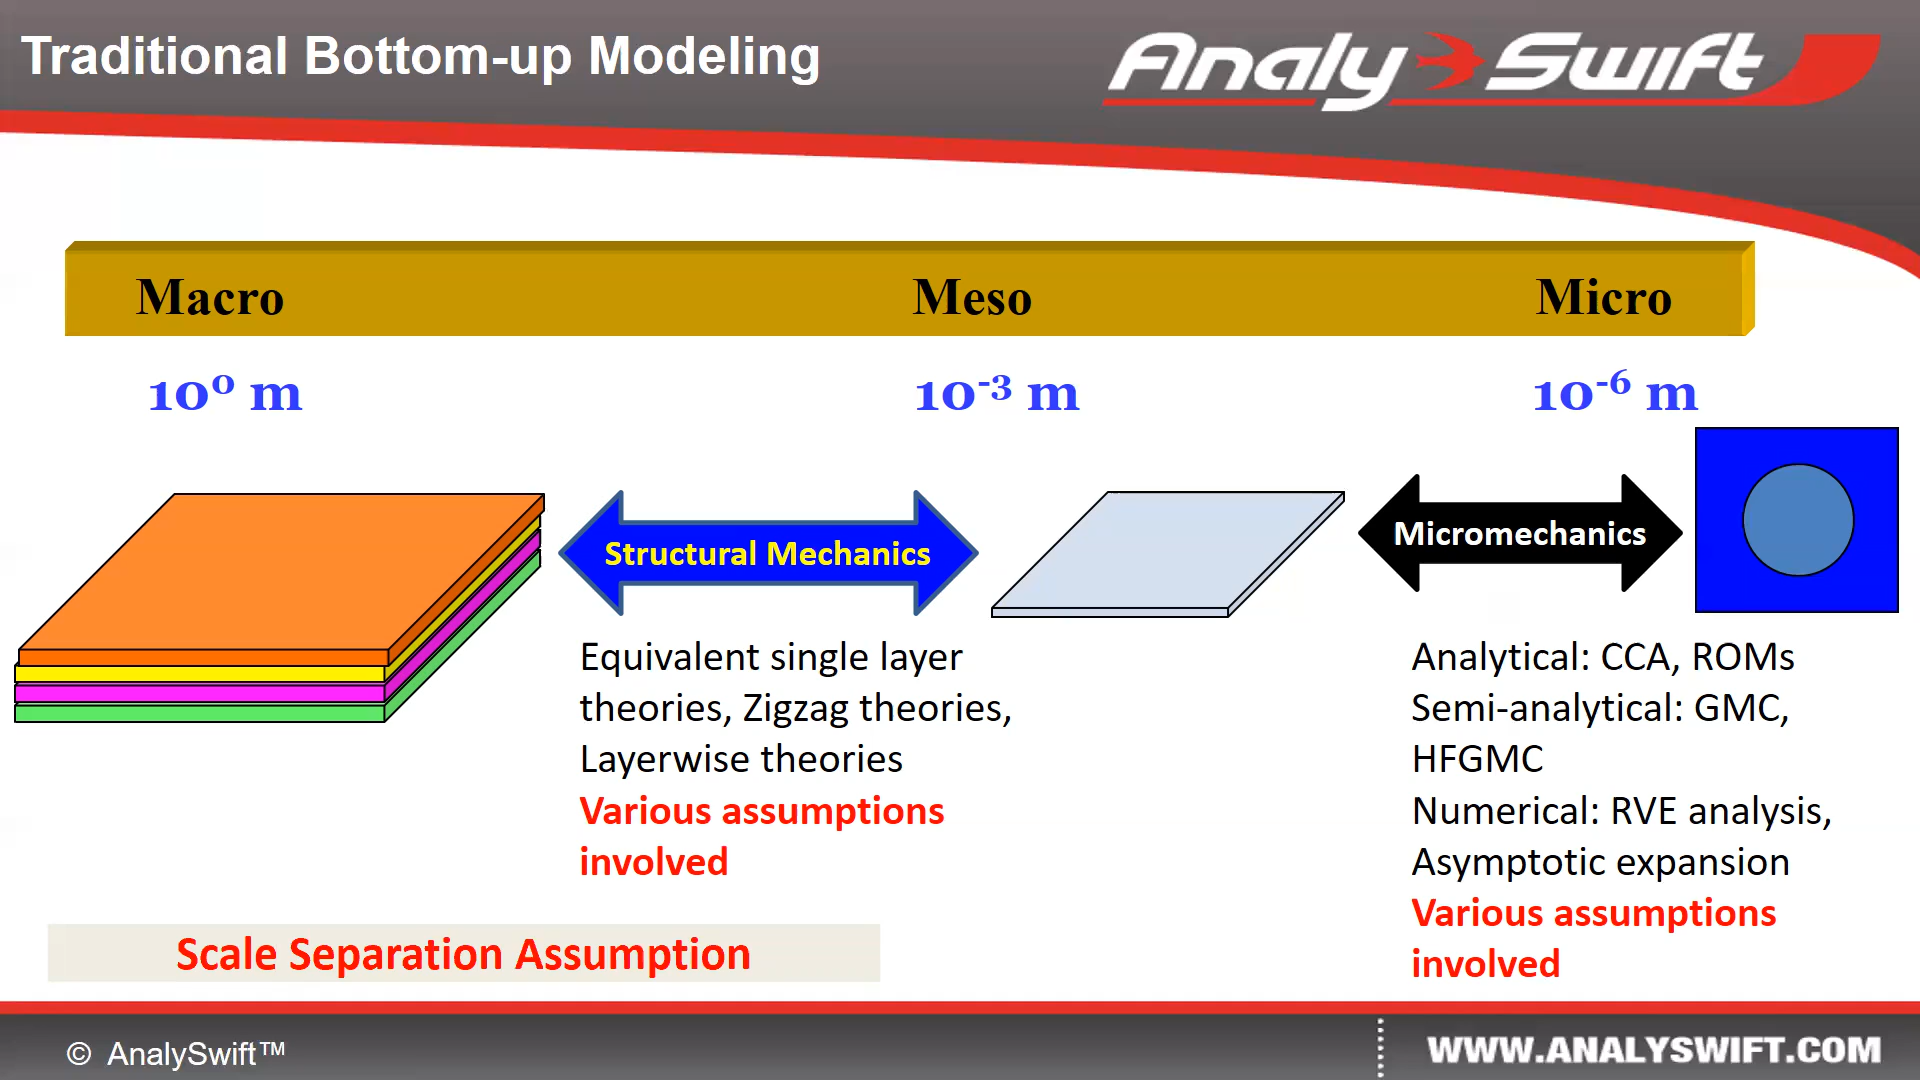 Traditional Bottom-up Modeling
Analy Swift
Macro Meso Micro
10⁰ m 10⁻³ m 10⁻⁶ m
Structural Mechanics
Micromechanics
Equivalent single layer
theories, Zigzag theories,
Layerwise theories
Various assumptions
involved
Analytical: CCA, ROMs
Semi-analytical: GMC,
HFGMC
Numerical: RVE analysis,
Asymptotic expansion
Various assumptions
involved
Scale Separation Assumption
© AnalySwift™
WWW.ANALYSWIFT.COM